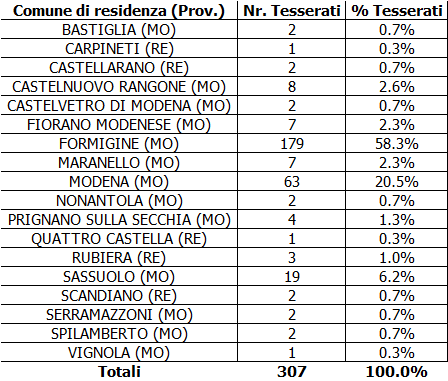 Comune di residenza (Prov.) Nr. Tesserati % Tesserati
BASTIGLIA (MO) 2 0.7%
CARPINETI (RE) 1 0.3%
CASTELLARANO (RE) 2 0.7%
CASTELNUOVO RANGONE (MO) 8 2.6%
CASTELVETRO DI MODENA (MO) 2 0.7%
FIORANO MODENESE (MO) 7 2.3%
FORMIGINE (MO) 179 58.3%
MARANELLO (MO) 7 2.3%
MODENA (MO) 63 20.5%
NONANTOLA (MO) 2 0.7%
PRIGNANO SULLA SECCHIA (MO) 4 1.3%
QUATTRO CASTELLA (RE) 1 0.3%
RUBIERA (RE) 3 1.0%
SASSUOLO (MO) 19 6.2%
SCANDIANO (RE) 2 0.7%
SERRAMAZZONI (MO) 2 0.7%
SPILAMBERTO (MO) 2 0.7%
VIGNOLA (MO) 1 0.3%
Totali 307 100.0%